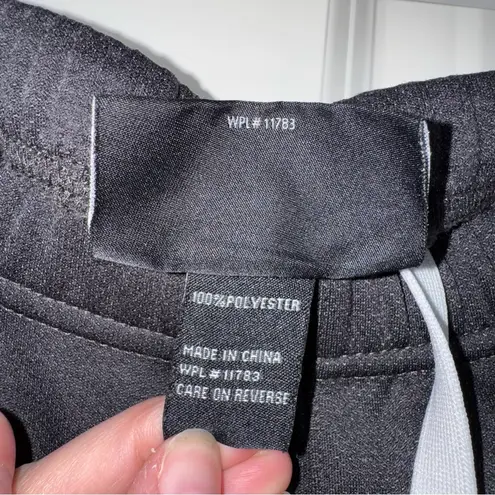 WPL # 11783
100% POLYESTER
MADE IN CHINA
WPL # 11783
CARE ON REVERSE